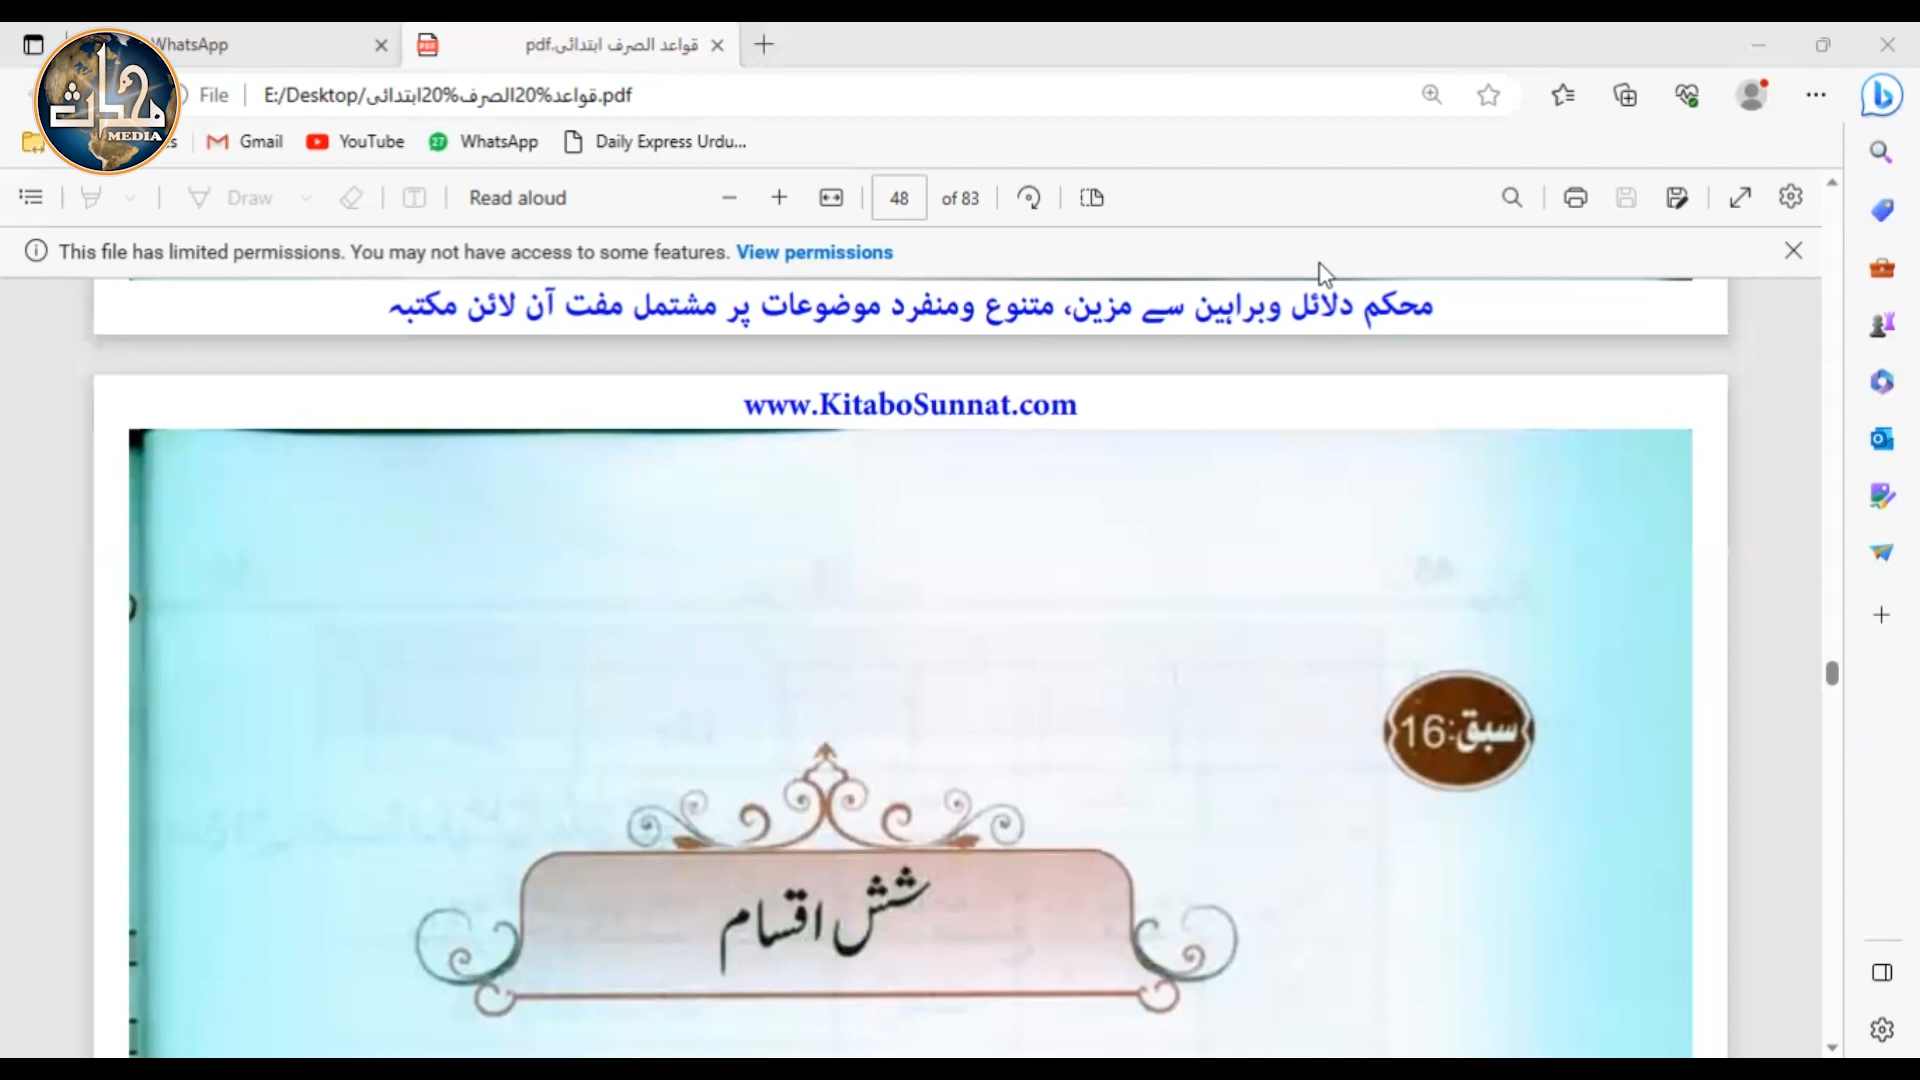 WhatsApp
قواعد الصرف ابتدائی.pdf
File
E:/Desktop/قواعد%20الصرف%20ابتدائی.pdf
محدث
MEDIA
Gmail
YouTube
27
WhatsApp
Daily Express Urdu...
Draw
Read aloud
48
of 83
This file has limited permissions. You may not have access to some features. View permissions
محکم دلائل وبراہین سے مزین، متنوع ومنفرد موضوعات پر مشتمل مفت آن لائن مکتبہ
www.KitaboSunnat.com
سبق:16
شش اقسام